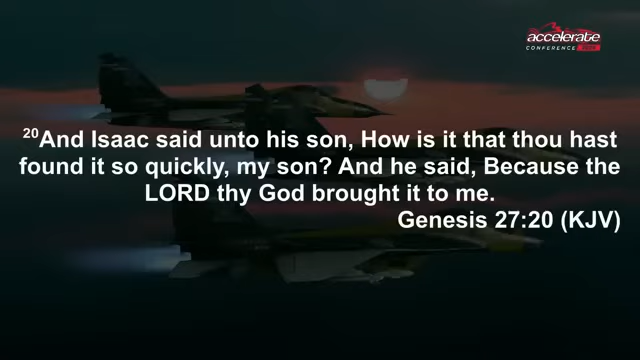 accelerate
CONFERENCE
20And Isaac said unto his son, How is it that thou hast
found it so quickly, my son? And he said, Because the
LORD thy God brought it to me.
Genesis 27:20 (KJV)